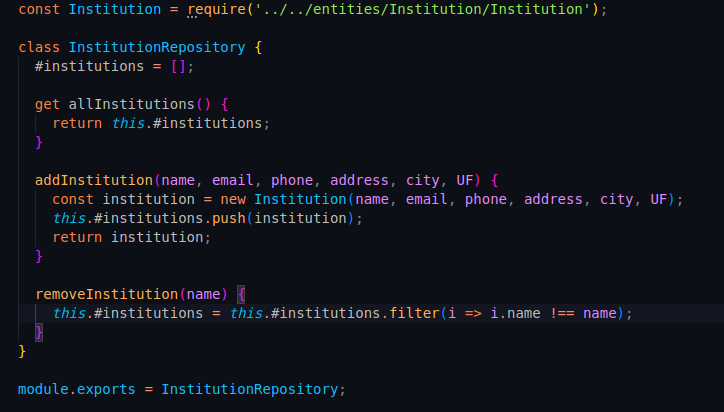 const Institution = require('../../entities/Institution/Institution');
class InstitutionRepository {
#institutions = [];
get allInstitutions() {
return this.#institutions;
}
addInstitution(name, email, phone, address, city, UF) {
const institution = new Institution(name, email, phone, address, city, UF);
this.#institutions.push(institution);
return institution;
}
removeInstitution(name) {
this.#institutions = this.#institutions.filter(i => i.name !== name);
}
}
module.exports = InstitutionRepository;